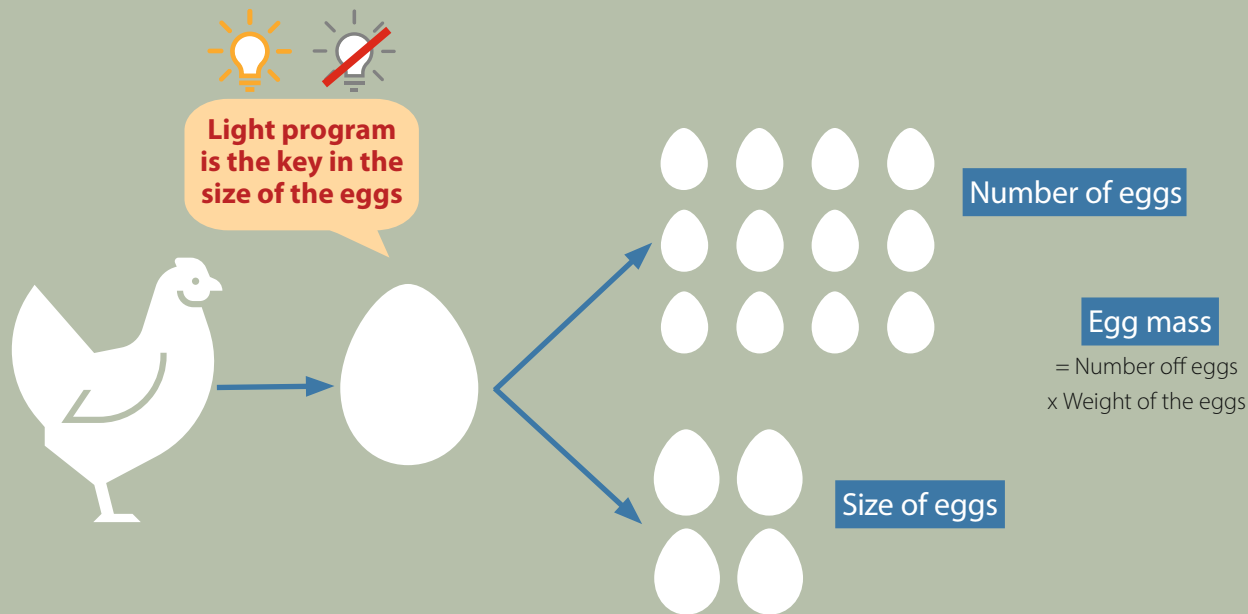 Light program
is the key in the
size of the eggs
Number of eggs
Egg mass
= Number off eggs
x Weight of the eggs
Size of eggs